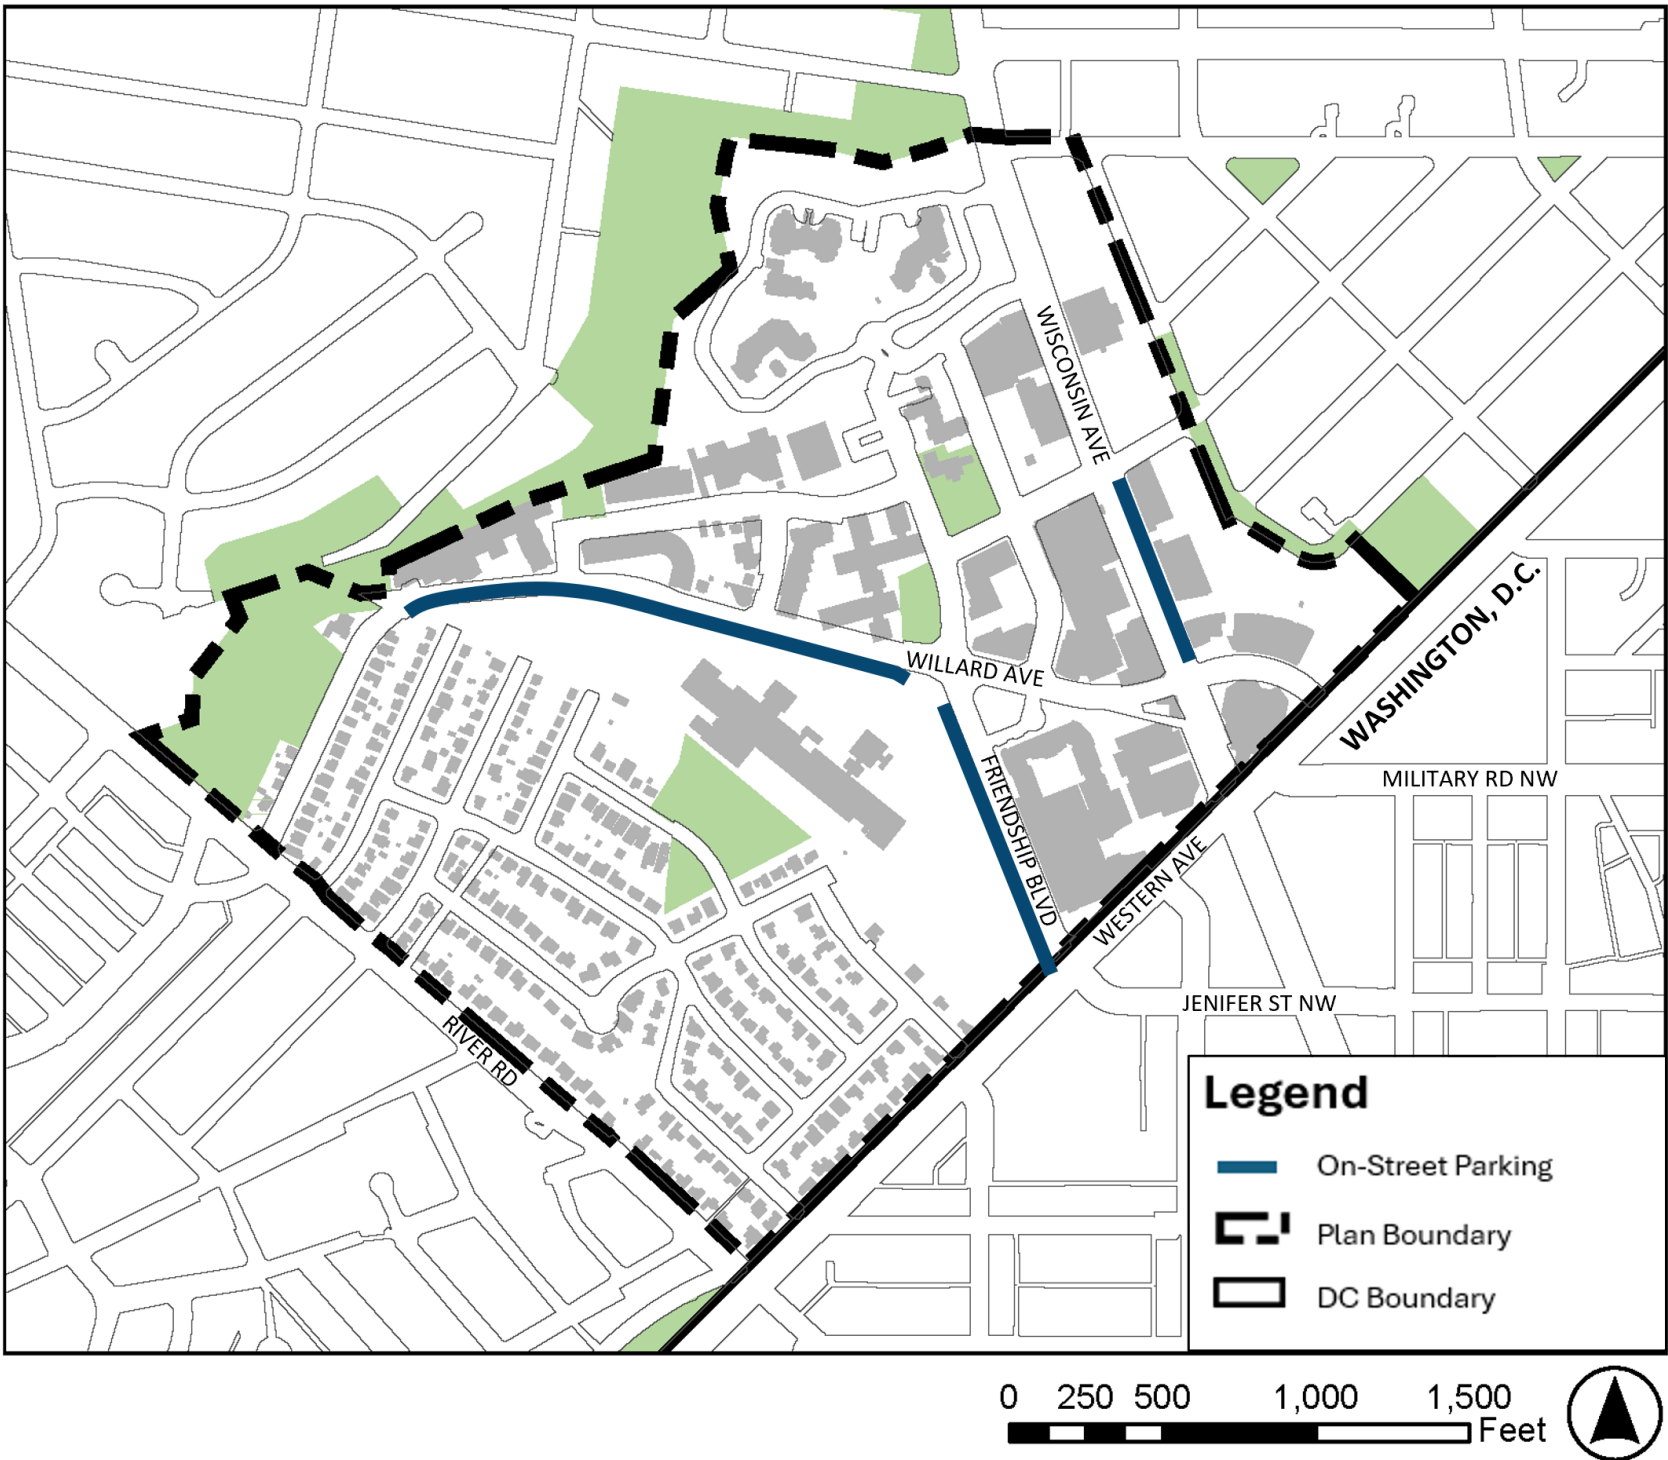 WISCONSIN AVE
WILLARD AVE
WASHINGTON, D.C.
FRIENDSHIP BLVD
MILITARY RD NW
WESTERN AVE
JENIFER ST NW
RIVER RD
Legend
On-Street Parking
Plan Boundary
DC Boundary
0 250 500 1,000 1,500
Feet